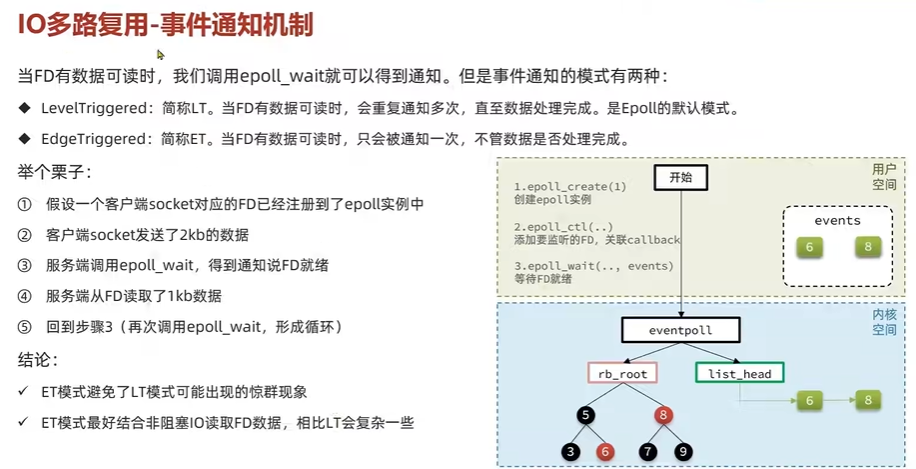 IO多路复用-事件通知机制
当FD有数据可读时，我们调用epoll_wait就可以得到通知。但是事件通知的模式有两种：
◆ LevelTriggered：简称LT。当FD有数据可读时，会重复通知多次，直至数据处理完成。是Epoll的默认模式。
◆ EdgeTriggered：简称ET。当FD有数据可读时，只会被通知一次，不管数据是否处理完成。
举个栗子：
① 假设一个客户端socket对应的FD已经注册到了epoll实例中
② 客户端socket发送了2kb的数据
③ 服务端调用epoll_wait，得到通知说FD就绪
④ 服务端从FD读取了1kb数据
⑤ 回到步骤3（再次调用epoll_wait，形成循环）
结论：
✓ ET模式避免了LT模式可能出现的惊群现象
✓ ET模式最好结合非阻塞IO读取FD数据，相比LT会复杂一些
用户
空间
开始
1.epoll_create(1)
创建epoll实例
2.epoll_ctl(..)
添加要监听的FD，关联callback
3.epoll_wait(.., events)
等待FD就绪
events
6 8
内核
空间
eventpoll
rb_root list_head
6 8
5 8
3 6 7 9